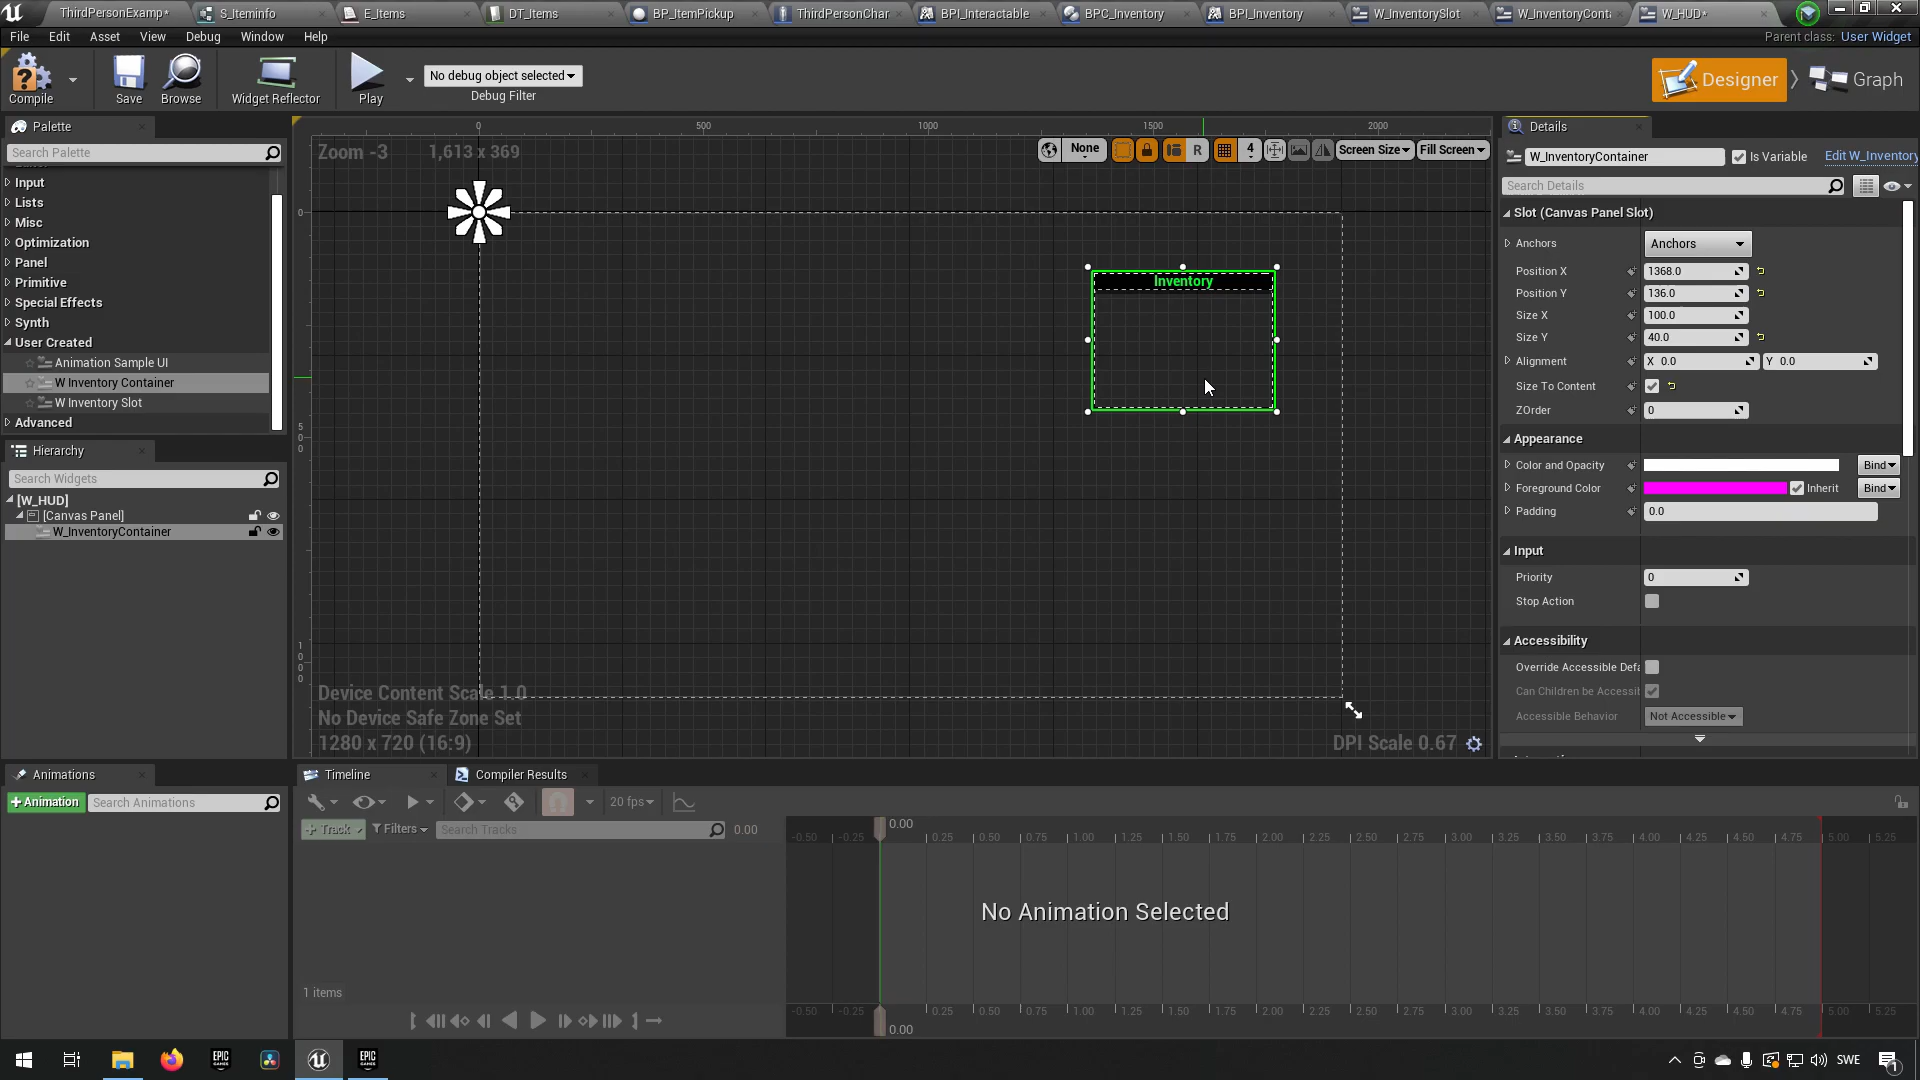 ThirdPersonExamp*
S_Iteminfo
E_Items
DT_Items
BP_ItemPickup
ThirdPersonChar
BPI_Interactable
BPC_Inventory
BPI_Inventory
W_InventorySlot
W_InventoryCont
W_HUD*
File
Edit
Asset
View
Debug
Window
Help
Parent class: User Widget
Compile
Save
Browse
Widget Reflector
Play
No debug object selected
Debug Filter
Designer
Graph
Palette
Search Palette
Input
Lists
Misc
Optimization
Panel
Primitive
Special Effects
Synth
User Created
Animation Sample UI
W Inventory Container
W Inventory Slot
Advanced
Hierarchy
Search Widgets
[W_HUD]
[Canvas Panel]
W_InventoryContainer
0
500
1000
1500
2000
Zoom -3
1,613 x 369
None
R
4
Screen Size
Fill Screen
0
500
1000
Inventory
Device Content Scale 1.0
No Device Safe Zone Set
1280 x 720 (16:9)
DPI Scale 0.67
Details
W_InventoryContainer
Is Variable
Edit W_Inventory
Search Details
Slot (Canvas Panel Slot)
Anchors
Anchors
Position X
1368.0
Position Y
136.0
Size X
100.0
Size Y
40.0
Alignment
X 0.0
Y 0.0
Size To Content
ZOrder
0
Appearance
Color and Opacity
Bind
Foreground Color
Inherit
Bind
Padding
0.0
Input
Priority
0
Stop Action
Accessibility
Override Accessible Defa
Can Children be Accessib
Accessible Behavior
Not Accessible
Animations
+Animation
Search Animations
Timeline
Compiler Results
20 fps
+ Track
Filters
Search Tracks
0.00
0.00
-0.50 -0.25 0.25 0.50 0.75 1.00 1.25 1.50 1.75 2.00 2.25 2.50 2.75 3.00 3.25 3.50 3.75 4.00 4.25 4.50 4.75 5.00 5.25
No Animation Selected
1 items
-0.50 -0.25 0.25 0.50 0.75 1.00 1.25 1.50 1.75 2.00 2.25 2.50 2.75 3.00 3.25 3.50 3.75 4.00 4.25 4.50 4.75 5.00 5.25
0.00
EPIC GAMES
EPIC GAMES
SWE
1